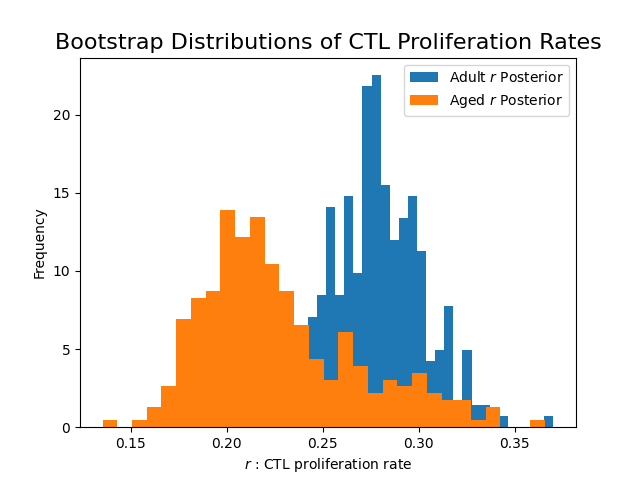 Bootstrap Distributions of CTL Proliferation Rates
Adult r Posterior
Aged r Posterior
Frequency
20
15
10
5
0
0.15 0.20 0.25 0.30 0.35
r : CTL proliferation rate